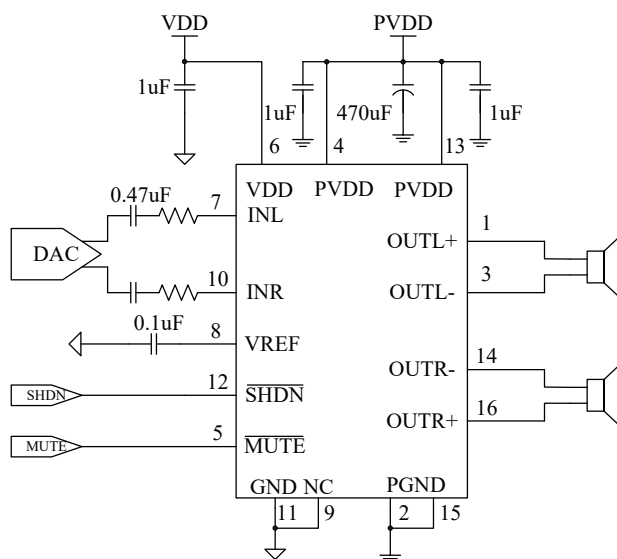 VDD
PVDD
1uF
1uF
470uF
1uF
6
4
13
VDD
PVDD
PVDD
0.47uF
7
INL
1
OUTL+
DAC
3
OUTL-
10
INR
0.1uF
8
VREF
14
OUTR-
SHDN
12
SHDN
16
OUTR+
MUTE
5
MUTE
GND
NC
PGND
11
9
2
15